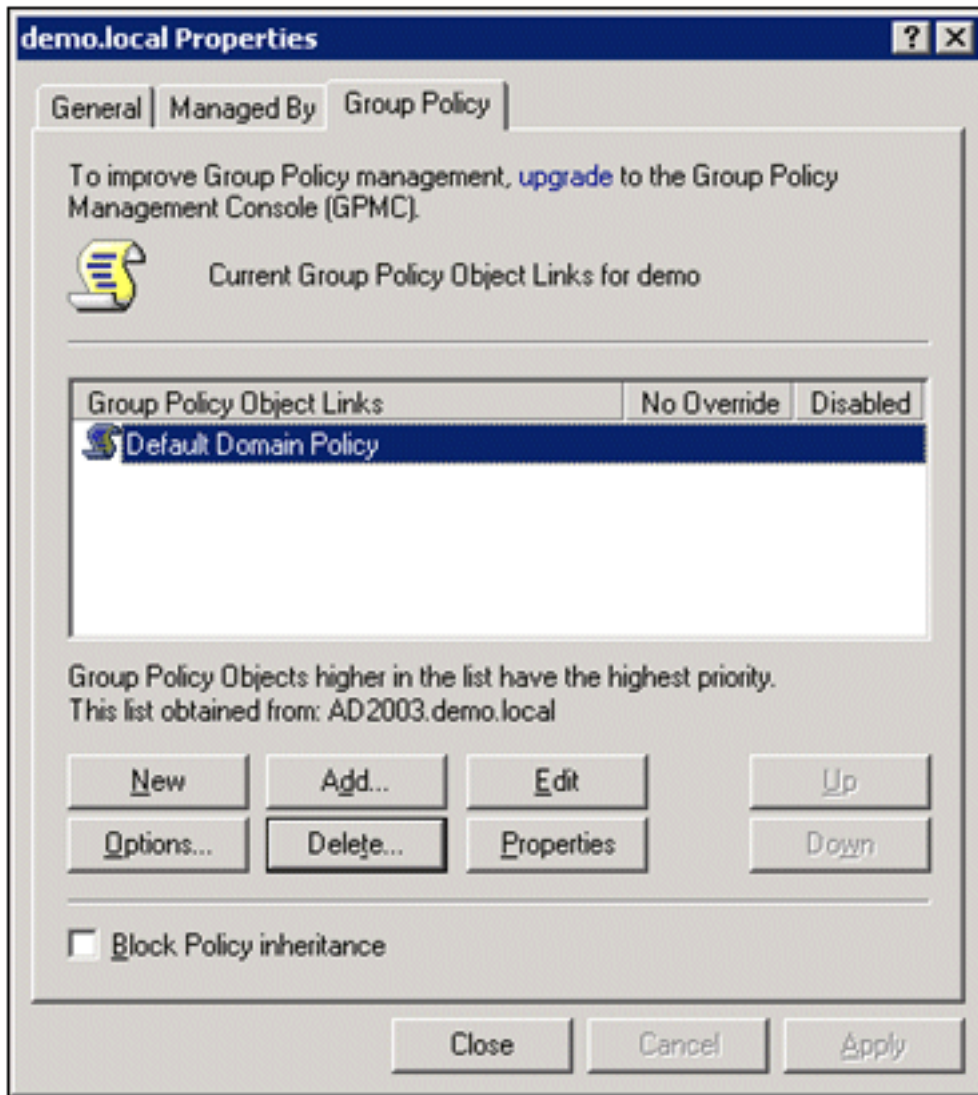 demo.local Properties
General Managed By Group Policy
To improve Group Policy management, upgrade to the Group Policy
Management Console (GPMC).
Current Group Policy Object Links for demo
Group Policy Object Links No Override Disabled
Default Domain Policy
Group Policy Objects higher in the list have the highest priority.
This list obtained from: AD2003.demo.local
New Add... Edit Up
Options... Delete... Properties Down
Block Policy inheritance
Close Cancel Apply